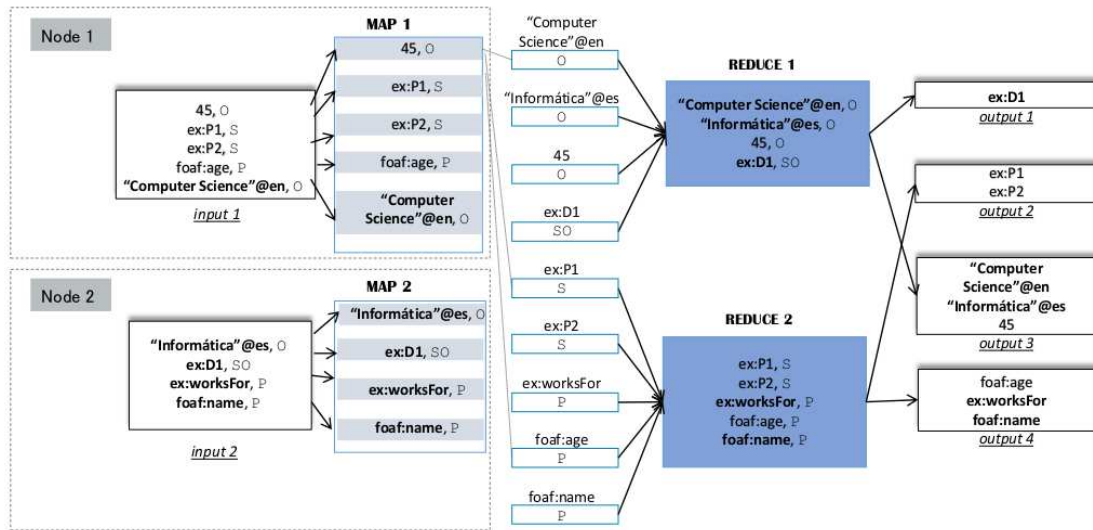 Node 1
45, O
ex:P1, S
ex:P2, S
foaf:age, P
“Computer Science”@en, O
input 1
MAP 1
45, O
ex:P1, S
ex:P2, S
foaf:age, P
“Computer
Science”@en, O
Node 2
“Informática”@es, O
ex:D1, SO
ex:worksFor, P
foaf:name, P
input 2
MAP 2
“Informática”@es, O
ex:D1, SO
ex:worksFor, P
foaf:name, P
“Computer
Science”@en
O
“Informática”@es
O
45
O
ex:D1
SO
ex:P1
S
ex:P2
S
ex:worksFor
P
foaf:age
P
foaf:name
P
REDUCE 1
“Computer Science”@en, O
“Informática”@es, O
45, O
ex:D1, SO
REDUCE 2
ex:P1, S
ex:P2, S
ex:worksFor, P
foaf:age, P
foaf:name, P
ex:D1
output 1
ex:P1
ex:P2
output 2
“Computer
Science”@en
“Informática”@es
45
output 3
foaf:age
ex:worksFor
foaf:name
output 4